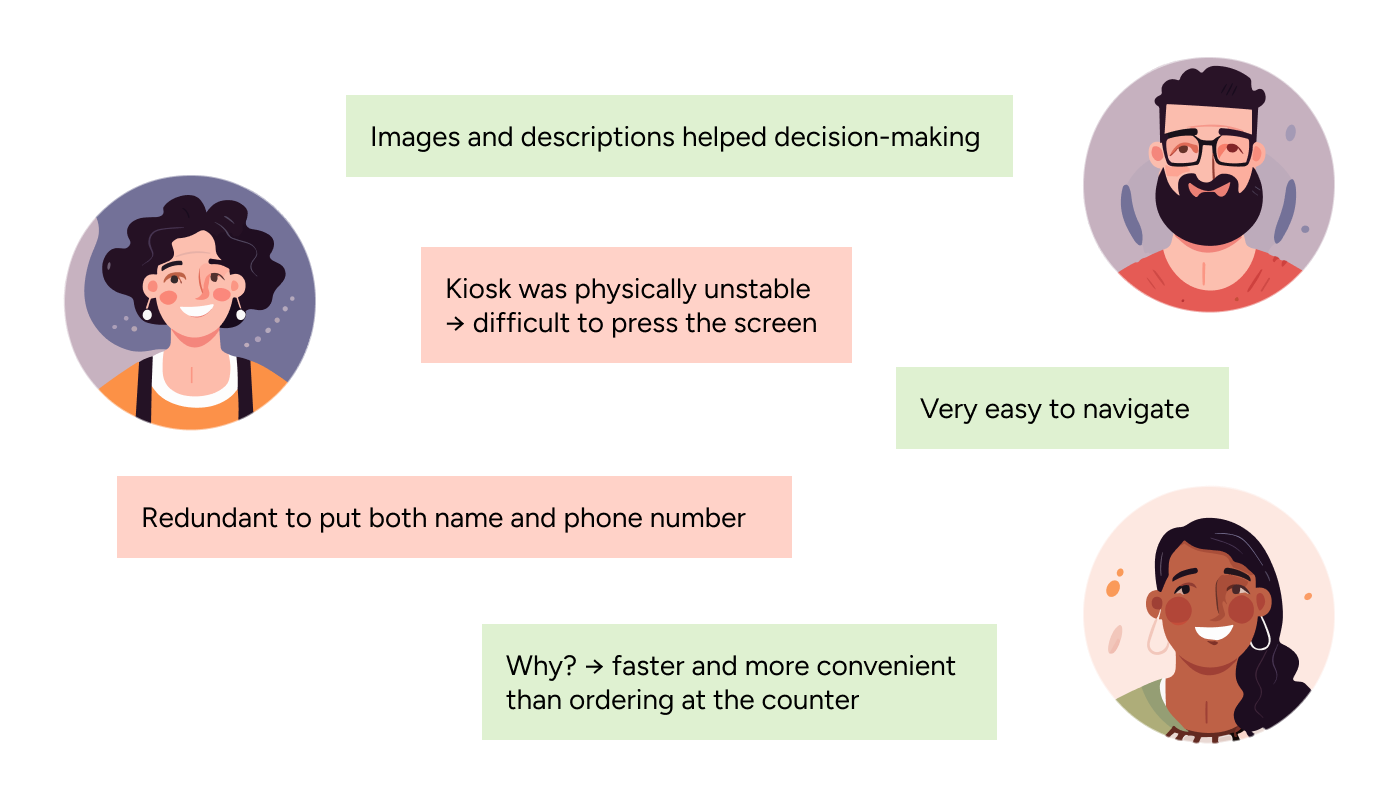 Images and descriptions helped decision-making
Kiosk was physically unstable
→ difficult to press the screen
Very easy to navigate
Redundant to put both name and phone number
Why? → faster and more convenient
than ordering at the counter